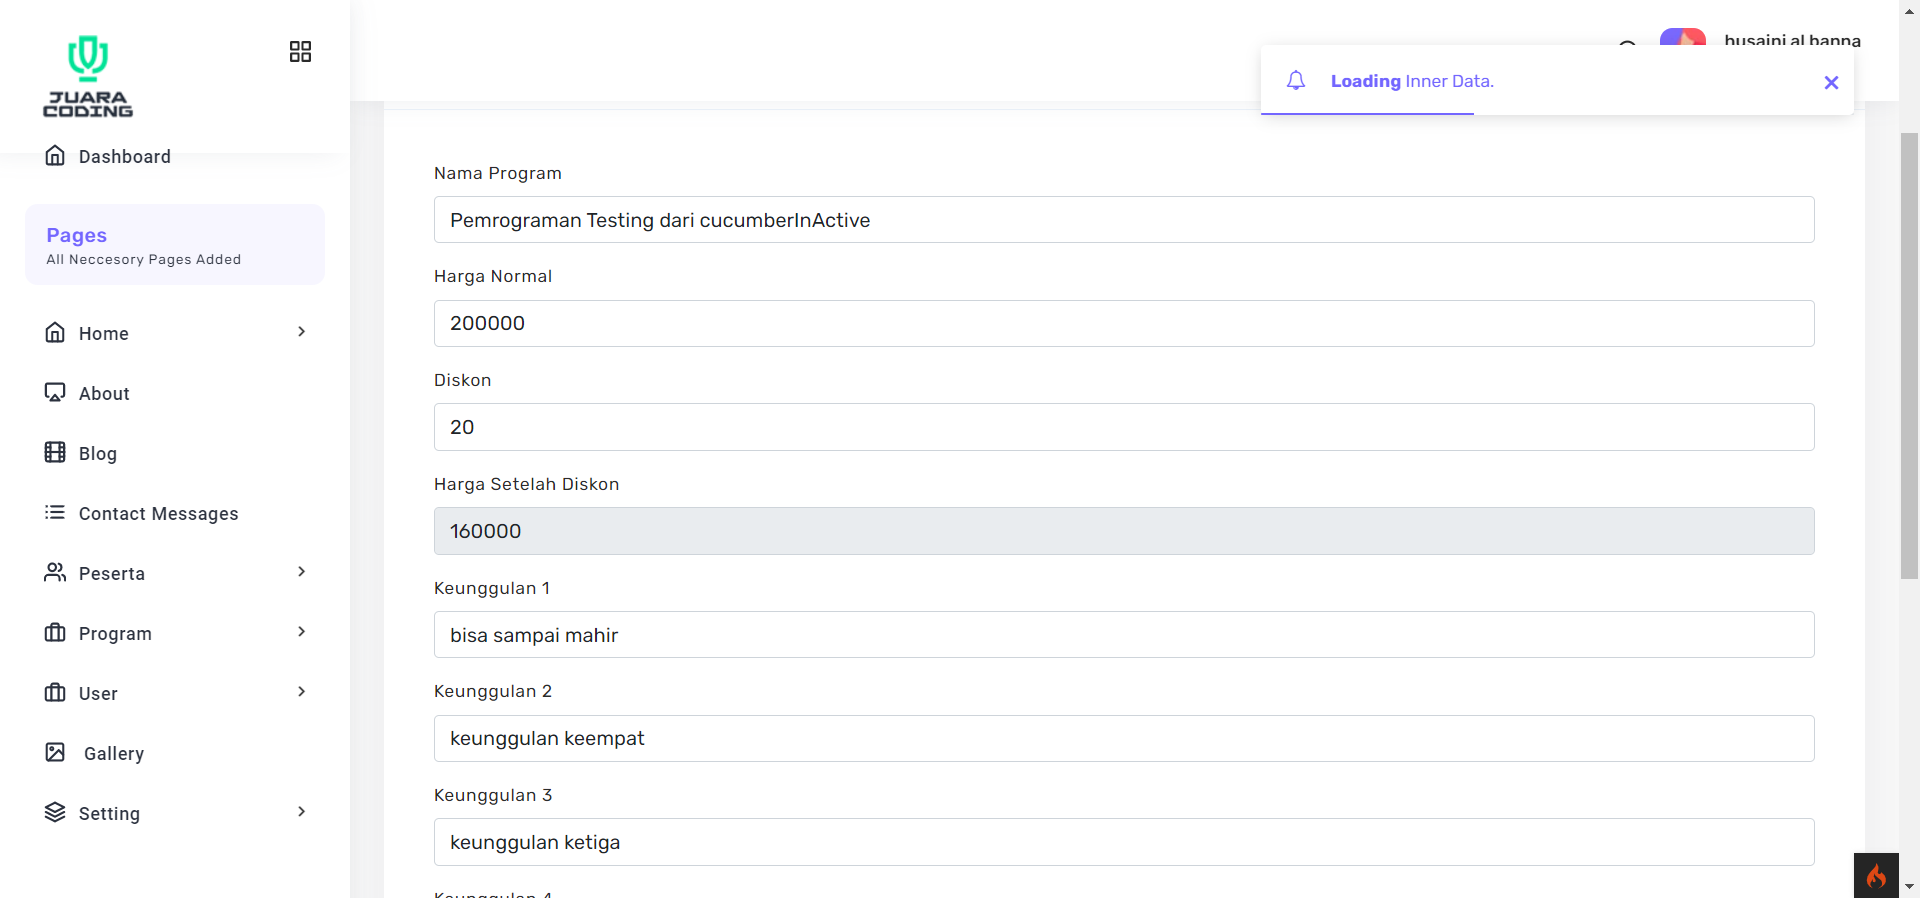 JUARA
CODING
Dashboard
Pages
All Neccesory Pages Added
Home
About
Blog
Contact Messages
Peserta
Program
User
Gallery
Setting
husaini al banna
Loading Inner Data.
Nama Program
Pemrograman Testing dari cucumberInActive
Harga Normal
200000
Diskon
20
Harga Setelah Diskon
160000
Keunggulan 1
bisa sampai mahir
Keunggulan 2
keunggulan keempat
Keunggulan 3
keunggulan ketiga
Keunggulan 4